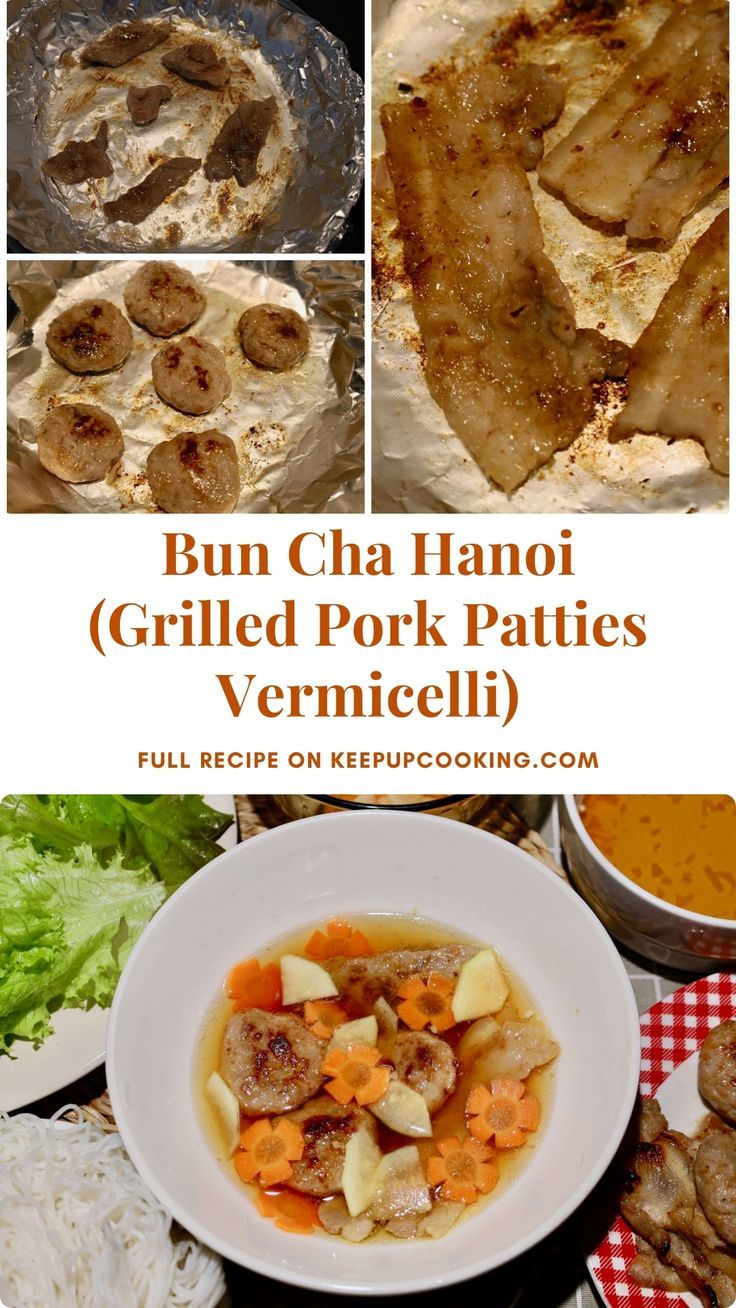 Bun Cha Hanoi
(Grilled Pork Patties
Vermicelli)
FULL RECIPE ON KEEPUPCOOKING.COM